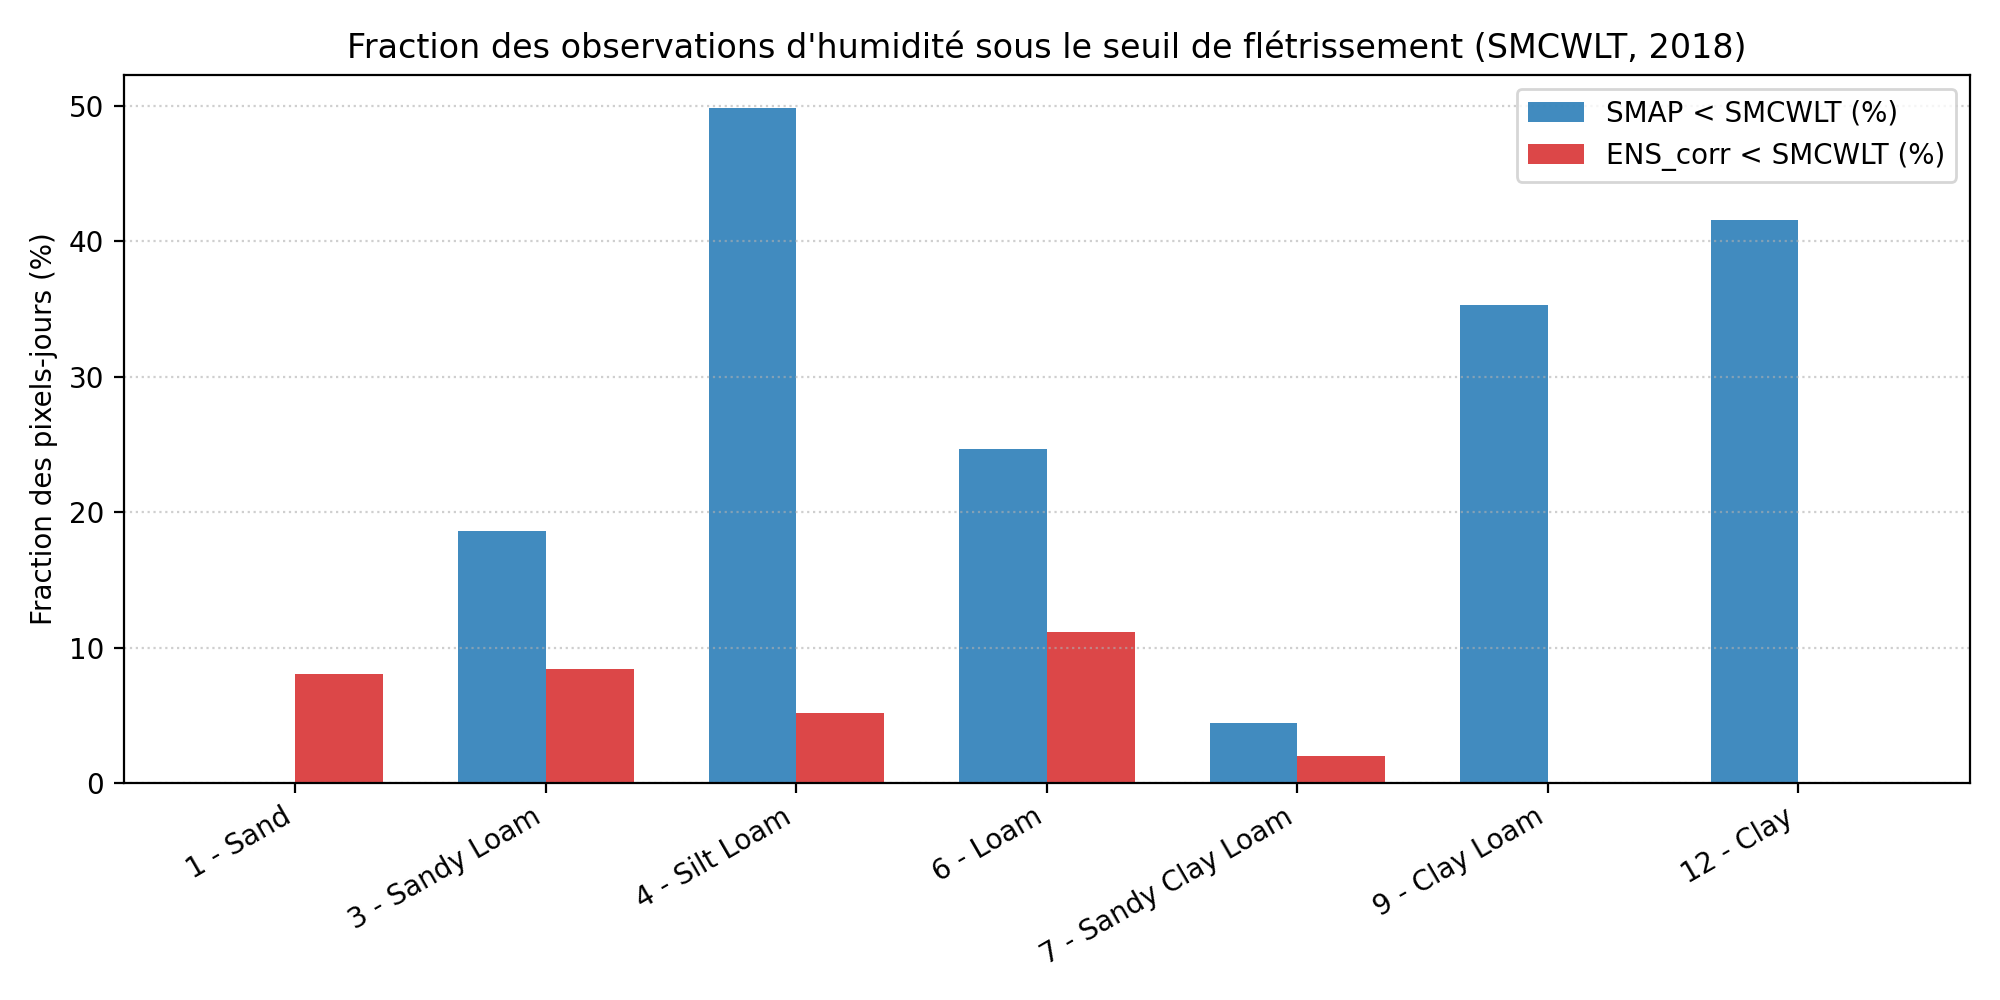 Fraction des observations d'humidité sous le seuil de flétrissement (SMCWLT, 2018)
SMAP < SMCWLT (%)
ENS_corr < SMCWLT (%)
Fraction des pixels-jours (%)
50
40
30
20
10
0
1 - Sand
3 - Sandy Loam
4 - Silt Loam
6 - Loam
7 - Sandy Clay Loam
9 - Clay Loam
12 - Clay